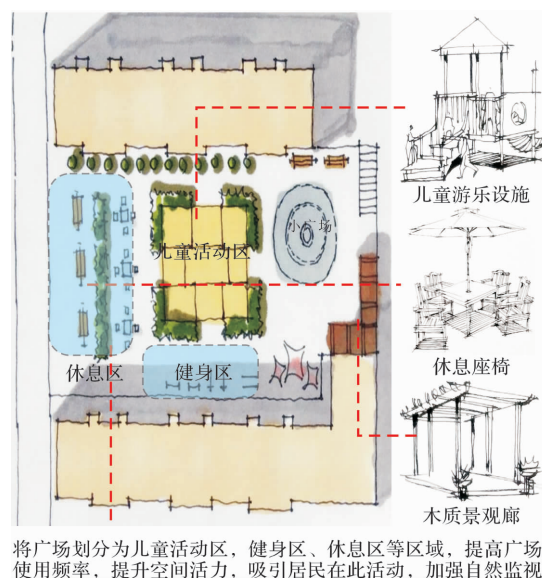 儿童游乐设施
小广场
儿童活动区
休息座椅
休息区
健身区
木质景观廊
将广场划分为儿童活动区，健身区、休息区等区域，提高广场
使用频率，提升空间活力，吸引居民在此活动，加强自然监视